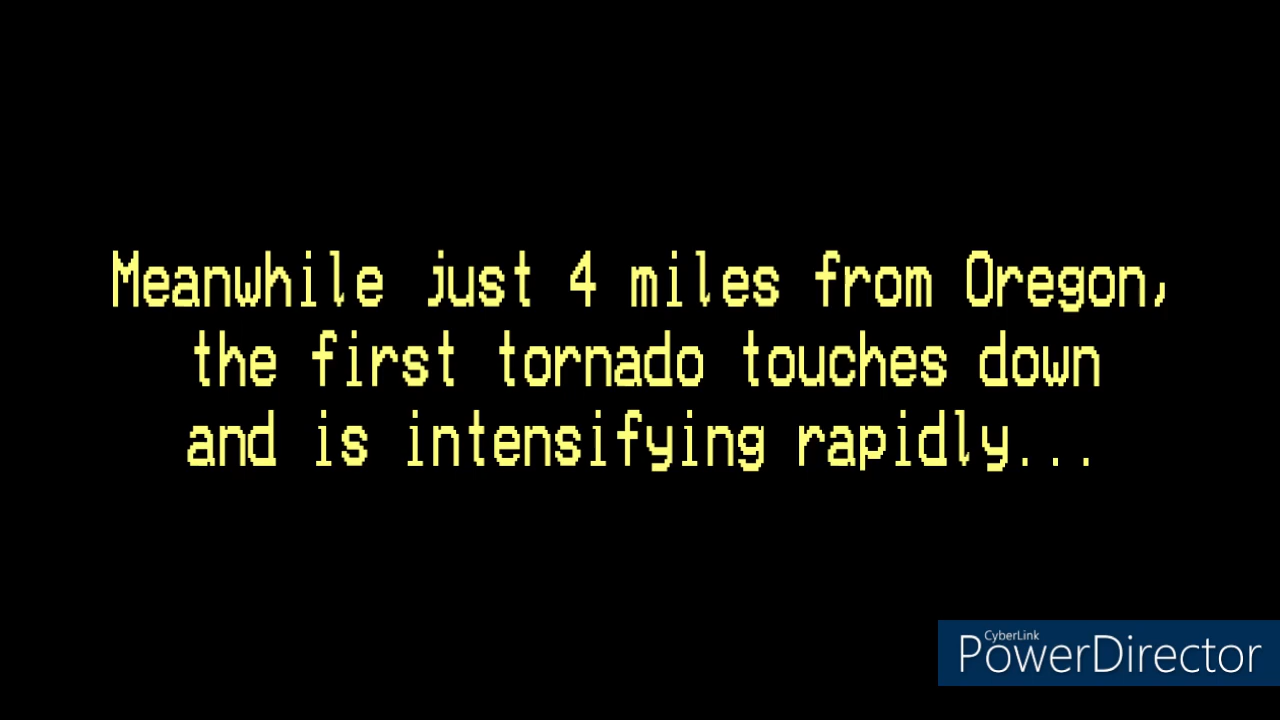 Meanwhile just 4 miles from Oregon,
the first tornado touches down
and is intensifying rapidly...
CyberLink
PowerDirector